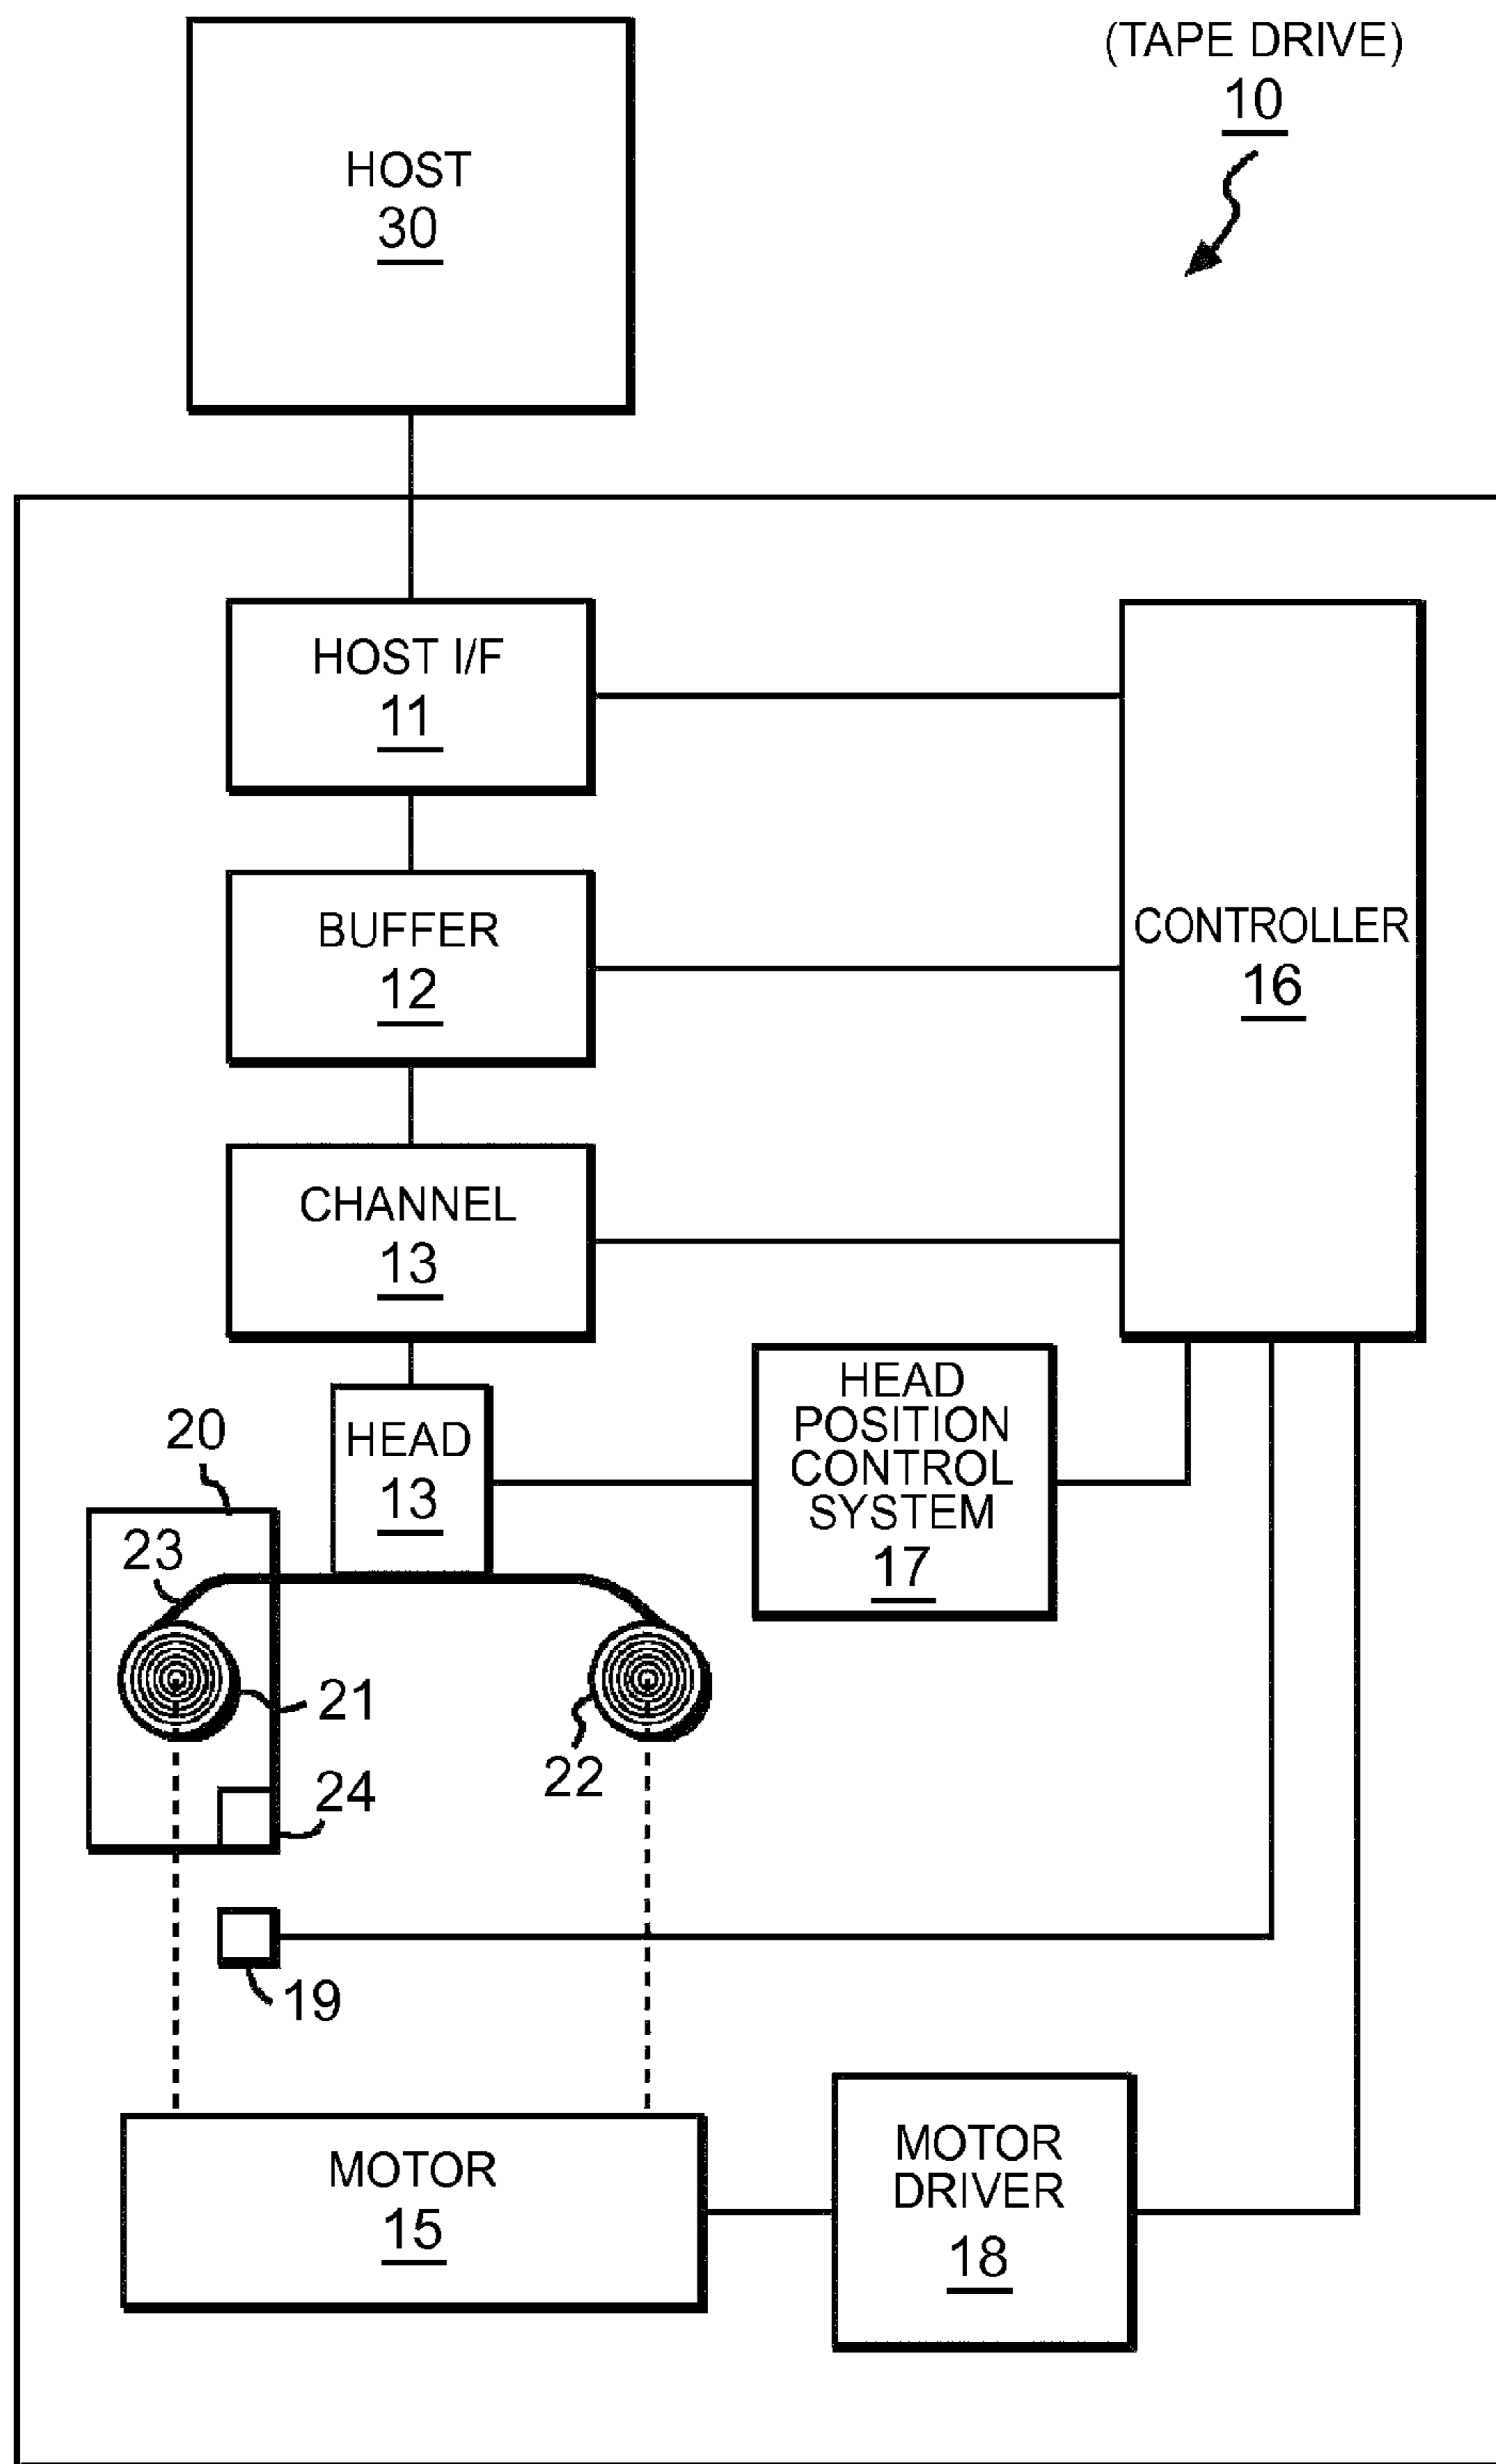 (TAPE DRIVE)
10
HOST
30
HOST I/F
11
BUFFER
12
CONTROLLER
16
CHANNEL
13
HEAD
13
HEAD
POSITION
CONTROL
SYSTEM
17
20
23
21
22
24
19
MOTOR
15
MOTOR
DRIVER
18